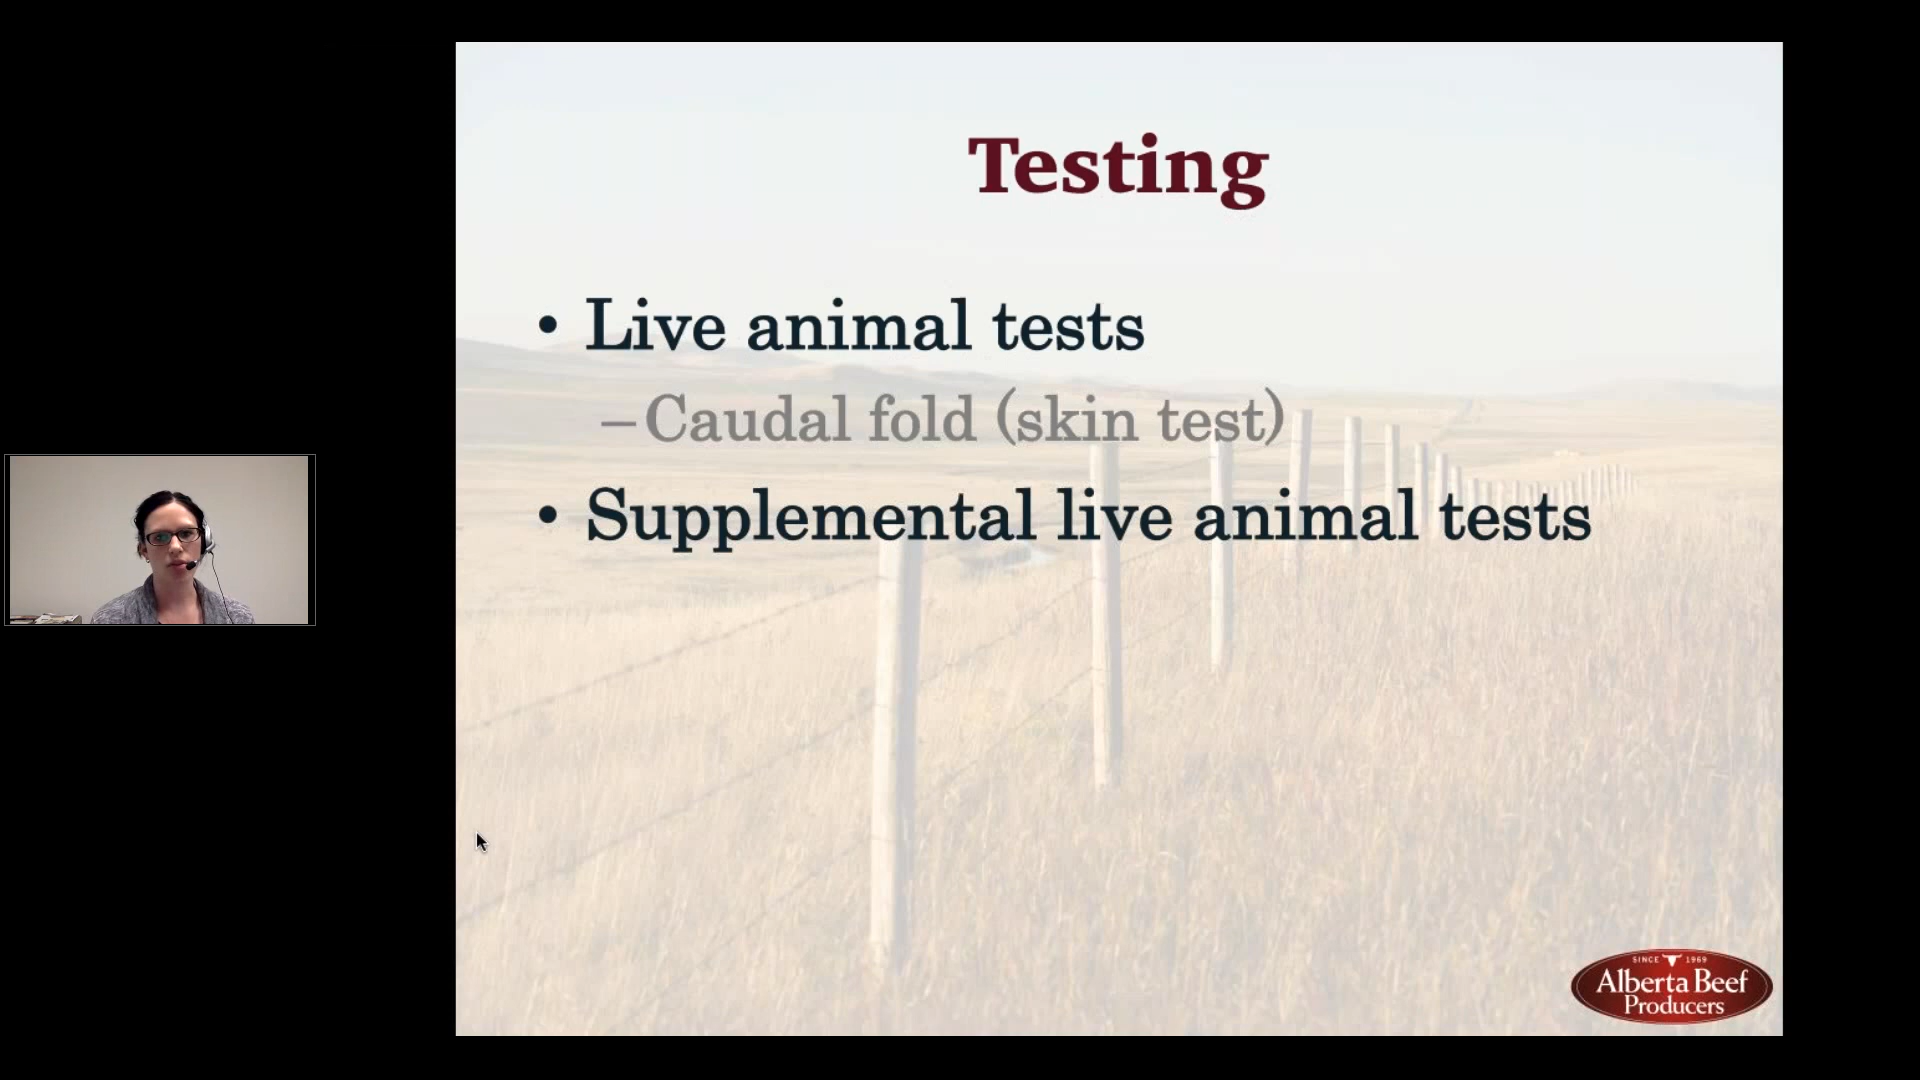 Testing
• Live animal tests
–Caudal fold (skin test)
• Supplemental live animal tests
SINCE 1969
Alberta Beef
Producers